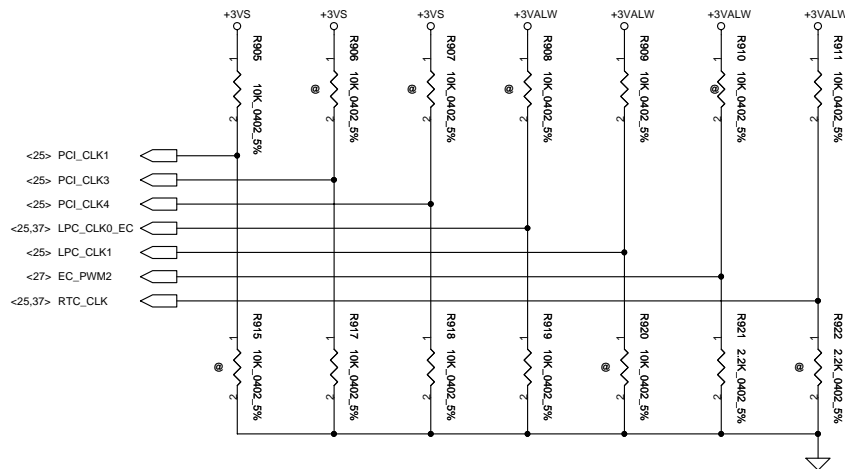 +3VS +3VS +3VS +3VALW +3VALW +3VALW +3VALW
R905 R906 R907 R908 R909 R910 R911
1 1 1 1 1 1 1
10K_0402_5% 10K_0402_5% 10K_0402_5% 10K_0402_5% 10K_0402_5% 10K_0402_5% 10K_0402_5%
@ @ @ @
2 2 2 2 2 2 2
<25> PCI_CLK1
<25> PCI_CLK3
<25> PCI_CLK4
<25,37> LPC_CLK0_EC
<25> LPC_CLK1
<27> EC_PWM2
<25,37> RTC_CLK
R915 R917 R918 R919 R920 R921 R922
1 1 1 1 1 1 1
10K_0402_5% 10K_0402_5% 10K_0402_5% 10K_0402_5% 10K_0402_5% 2.2K_0402_5% 2.2K_0402_5%
@ @ @
2 2 2 2 2 2 2